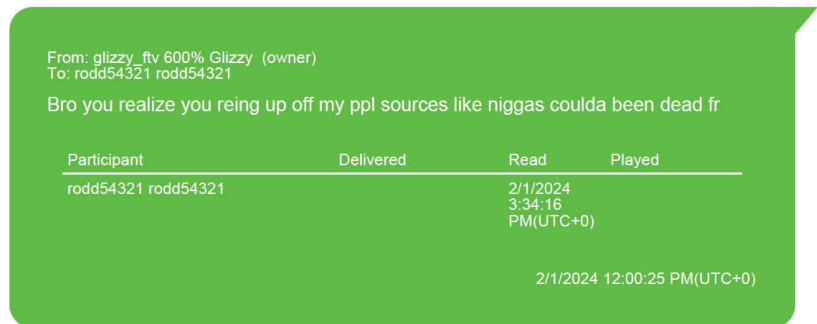 From: glizzy_ftv 600% Glizzy (owner)
To: rodd54321 rodd54321
Bro you realize you reing up off my ppl sources like niggas coulda been dead fr
Participant Delivered Read Played
rodd54321 rodd54321 2/1/2024
3:34:16
PM(UTC+0)
2/1/2024 12:00:25 PM(UTC+0)